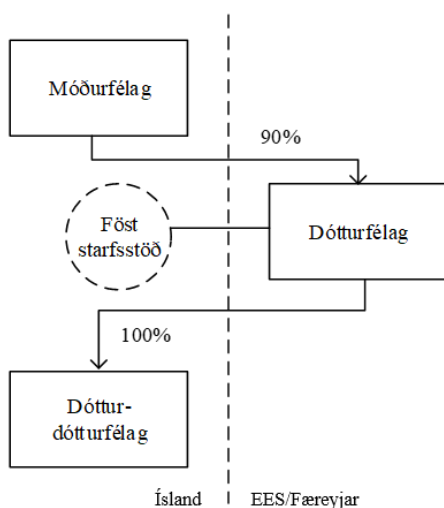 Móðurfélag
90%
Föst
starfsstöð
Dótturfélag
100%
Dóttur-
dótturfélag
Ísland
EES/Færeyjar